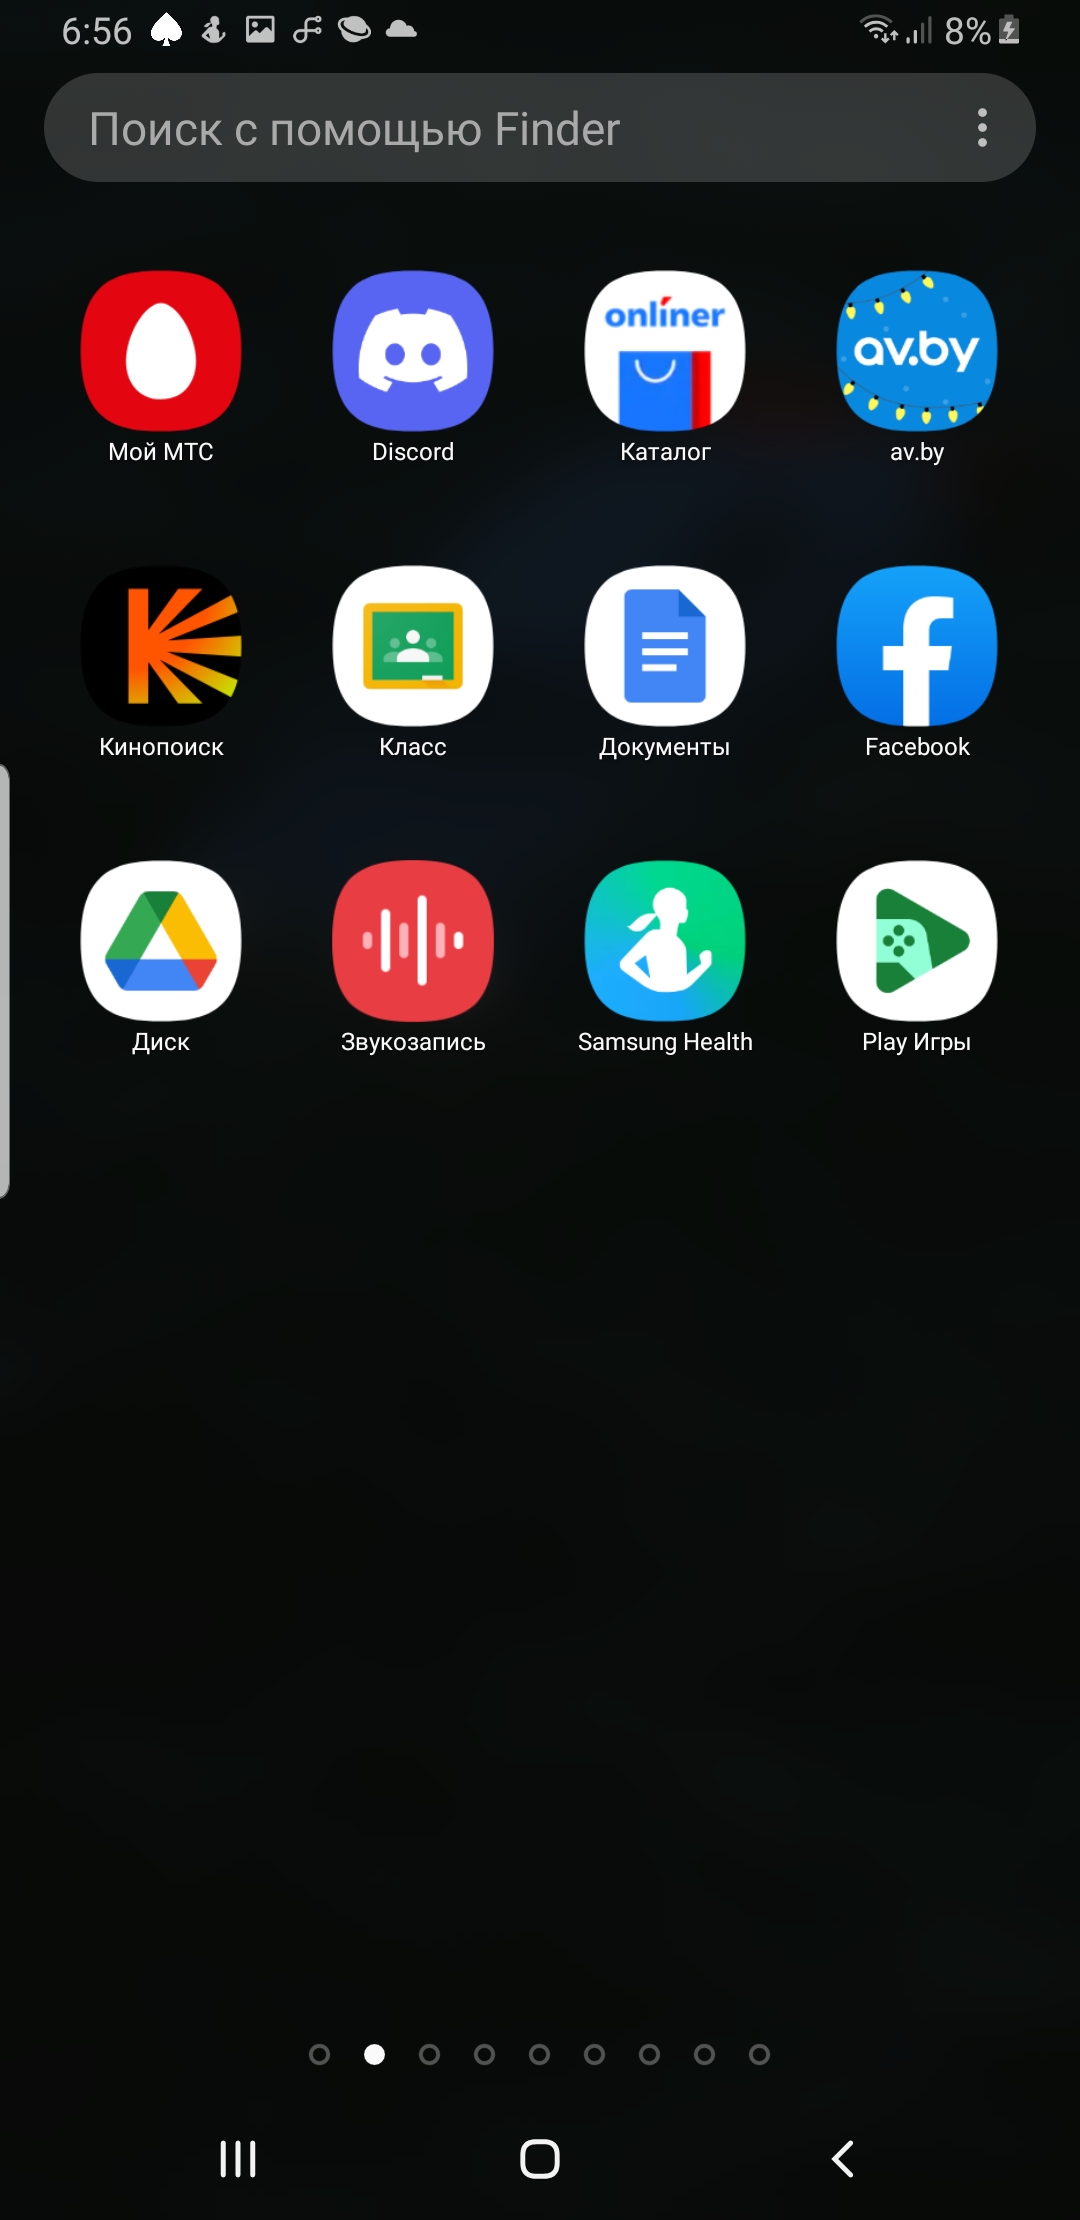 6:56
8%
Поиск с помощью Finder
onlíner
av.by
Мой МТС
Discord
Каталог
av.by
Кинопоиск
Класс
Документы
Facebook
Диск
Звукозапись
Samsung Health
Play Игры